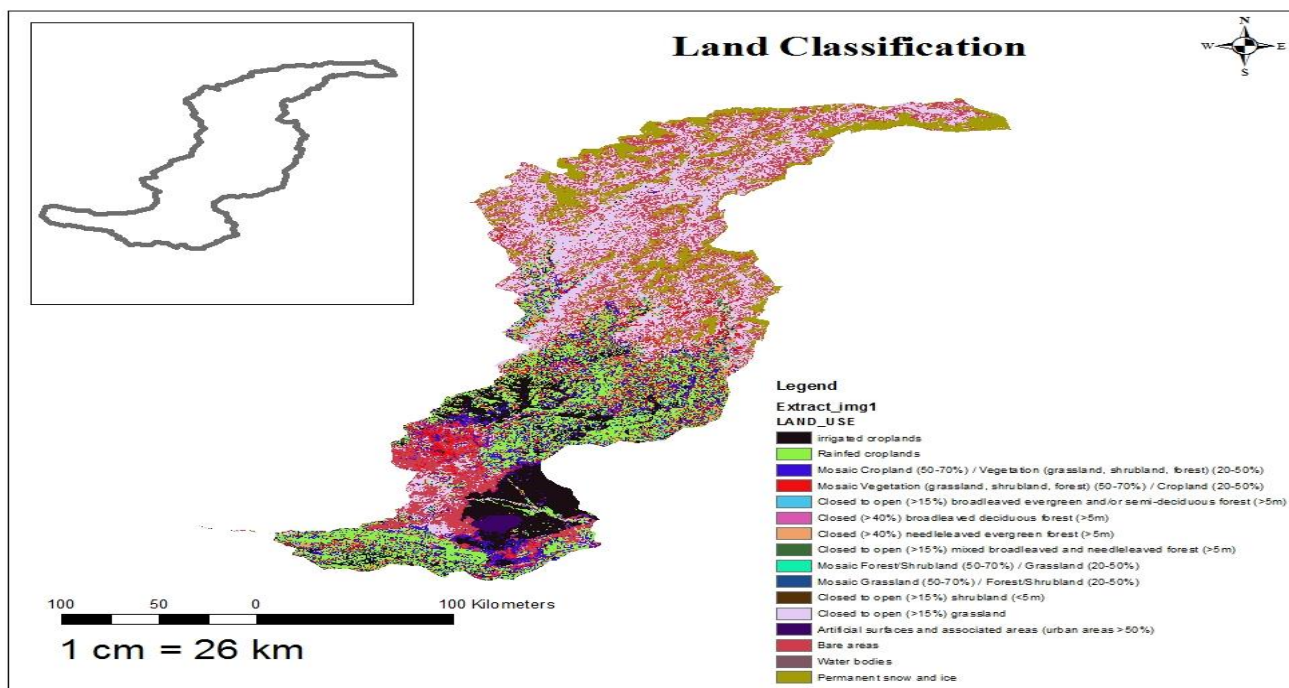 Land Classification
N
W E
S
Legend
Extract_img1
LAND_USE
irrigated croplands
Rainfed croplands
Mosaic Cropland (50-70%) / Vegetation (grassland, shrubland, forest) (20-50%)
Mosaic Vegetation (grassland, shrubland, forest) (50-70%) / Cropland (20-50%)
Closed to open (>15%) broadleaved evergreen and/or semi-deciduous forest (>5m)
Closed (>40%) broadleaved deciduous forest (>5m)
Closed (>40%) needleleaved evergreen forest (>5m)
Closed to open (>15%) mixed broadleaved and needleleaved forest (>5m)
Mosaic Forest/Shrubland (50-70%) / Grassland (20-50%)
Mosaic Grassland (50-70%) / Forest/Shrubland (20-50%)
Closed to open (>15%) shrubland (<5m)
Closed to open (>15%) grassland
Artificial surfaces and associated areas (urban areas >50%)
Bare areas
Water bodies
Permanent snow and ice
100 50 0 100 Kilometers
1 cm = 26 km